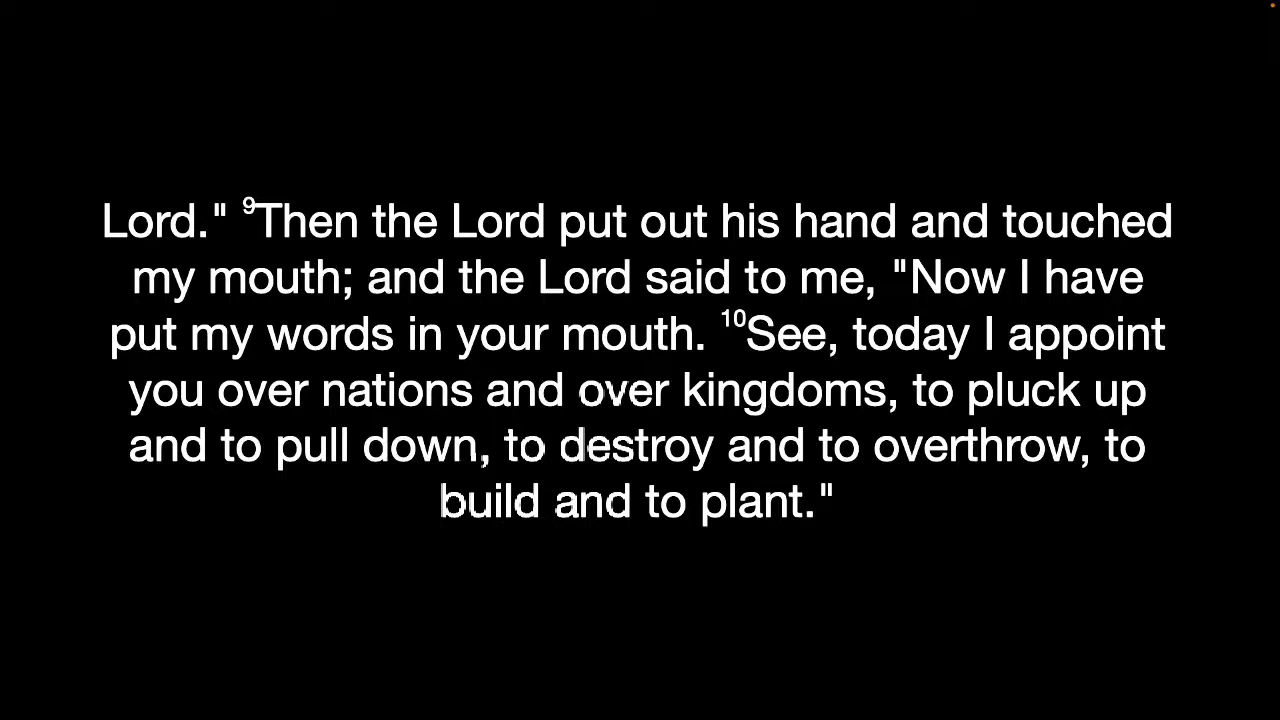 Lord." ⁹Then the Lord put out his hand and touched
my mouth; and the Lord said to me, "Now I have
put my words in your mouth. ¹⁰See, today I appoint
you over nations and over kingdoms, to pluck up
and to pull down, to destroy and to overthrow, to
build and to plant."